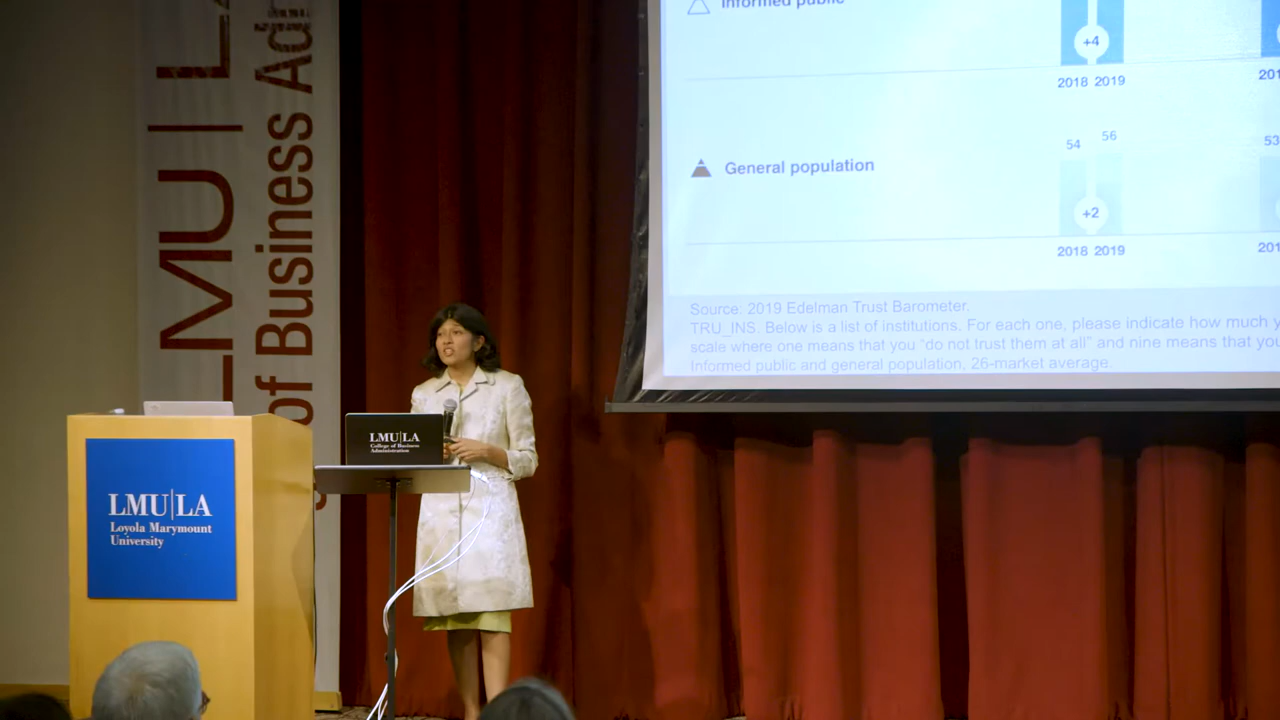 LMU | LA
of Business Ad
LMU|LA
Loyola Marymount
University
LMU|LA
College of Business
Administration
Informed public
+4
2018 2019
201
General population
54 56 53
+2
2018 2019
201
Source: 2019 Edelman Trust Barometer.
TRU_INS. Below is a list of institutions. For each one, please indicate how much y
scale where one means that you “do not trust them at all” and nine means that you
Informed public and general population, 26-market average.